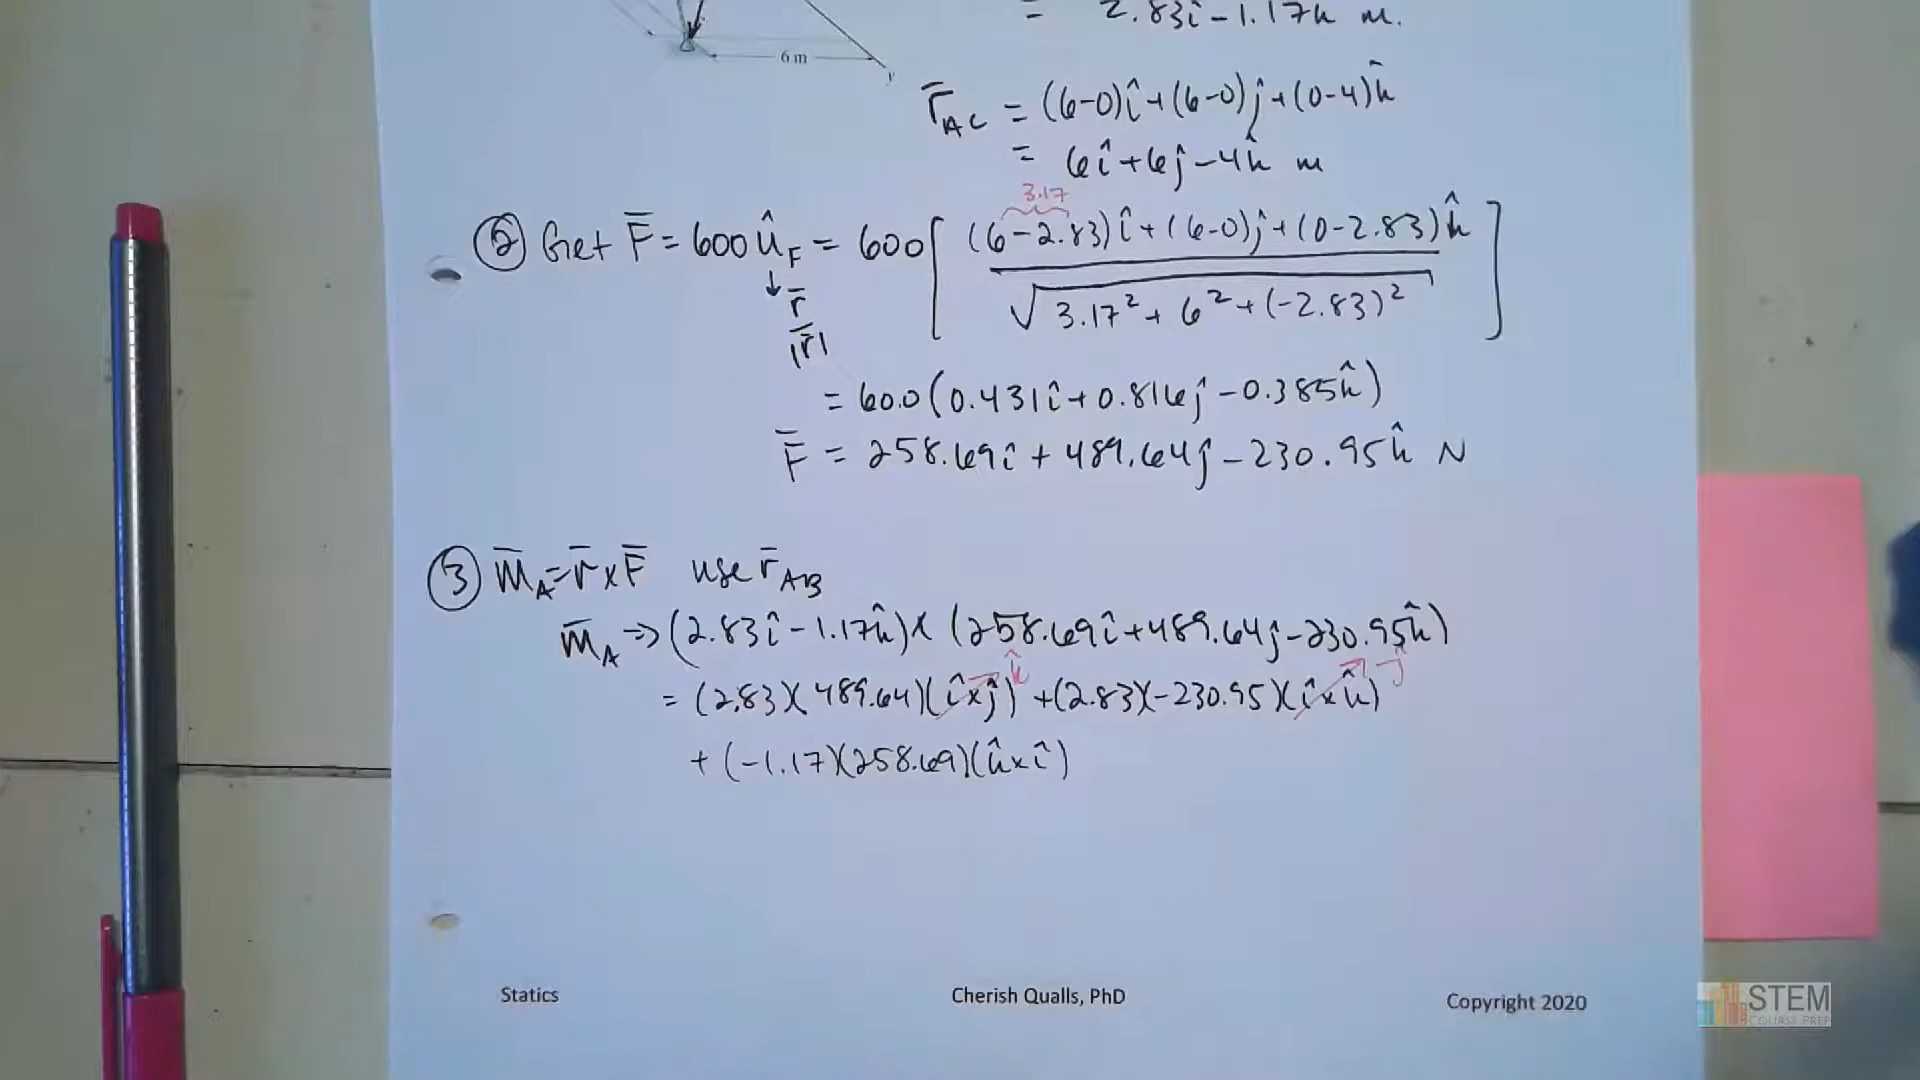 = 2.83î - 1.17k m.
6 m
y
r̄AC = (6-0)î + (6-0)ĵ + (0-4)k̂
= 6î + 6ĵ - 4k̂ m
3.17
② Get F̄ = 600 ûF = 600 [ (6-2.83)î + (6-0)ĵ + (0-2.83)k̂ / √3.17² + 6² + (-2.83)² ]
↓ r̄ / |r̄|
= 600 (0.431î + 0.816ĵ - 0.385k̂)
F̄ = 258.69î + 489.64ĵ - 230.95k̂ N
③ M̄A = r̄ x F̄ use r̄AB
M̄A => (2.83î - 1.17k̂) x (258.69î + 489.64ĵ - 230.95k̂)
k̂ -ĵ
= (2.83)(489.64)(î x ĵ) + (2.83)(-230.95)(î x k̂)
+ (-1.17)(258.69)(k̂ x î)
Statics Cherish Qualls, PhD Copyright 2020
STEM
COURSE PREP